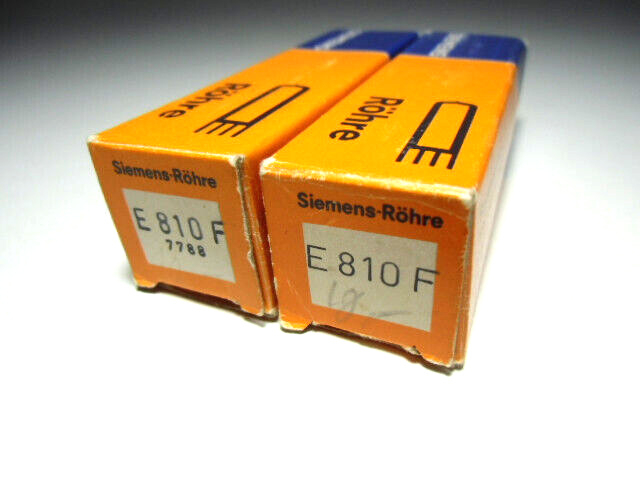 Röhre
Siemens-Röhre
E 810 F
7788
Röhre
Siemens-Röhre
E 810 F